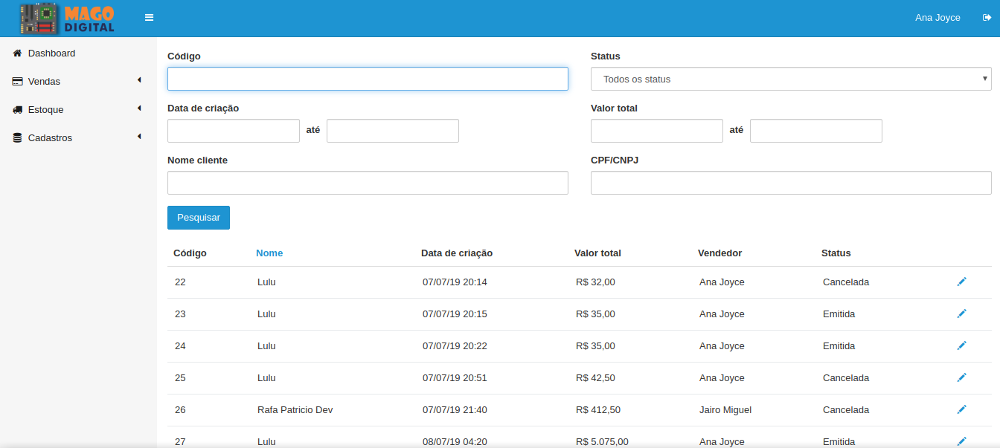 MAGO
DIGITAL
Ana Joyce
Dashboard
Vendas
Estoque
Cadastros
Código
Status
Todos os status
Data de criação
até
Valor total
até
Nome cliente
CPF/CNPJ
Pesquisar
Código Nome Data de criação Valor total Vendedor Status
22 Lulu 07/07/19 20:14 R$ 32,00 Ana Joyce Cancelada
23 Lulu 07/07/19 20:15 R$ 35,00 Ana Joyce Emitida
24 Lulu 07/07/19 20:22 R$ 35,00 Ana Joyce Emitida
25 Lulu 07/07/19 20:51 R$ 42,50 Ana Joyce Cancelada
26 Rafa Patricio Dev 07/07/19 21:40 R$ 412,50 Jairo Miguel Cancelada
27 Lulu 08/07/19 04:20 R$ 5.075,00 Ana Joyce Emitida